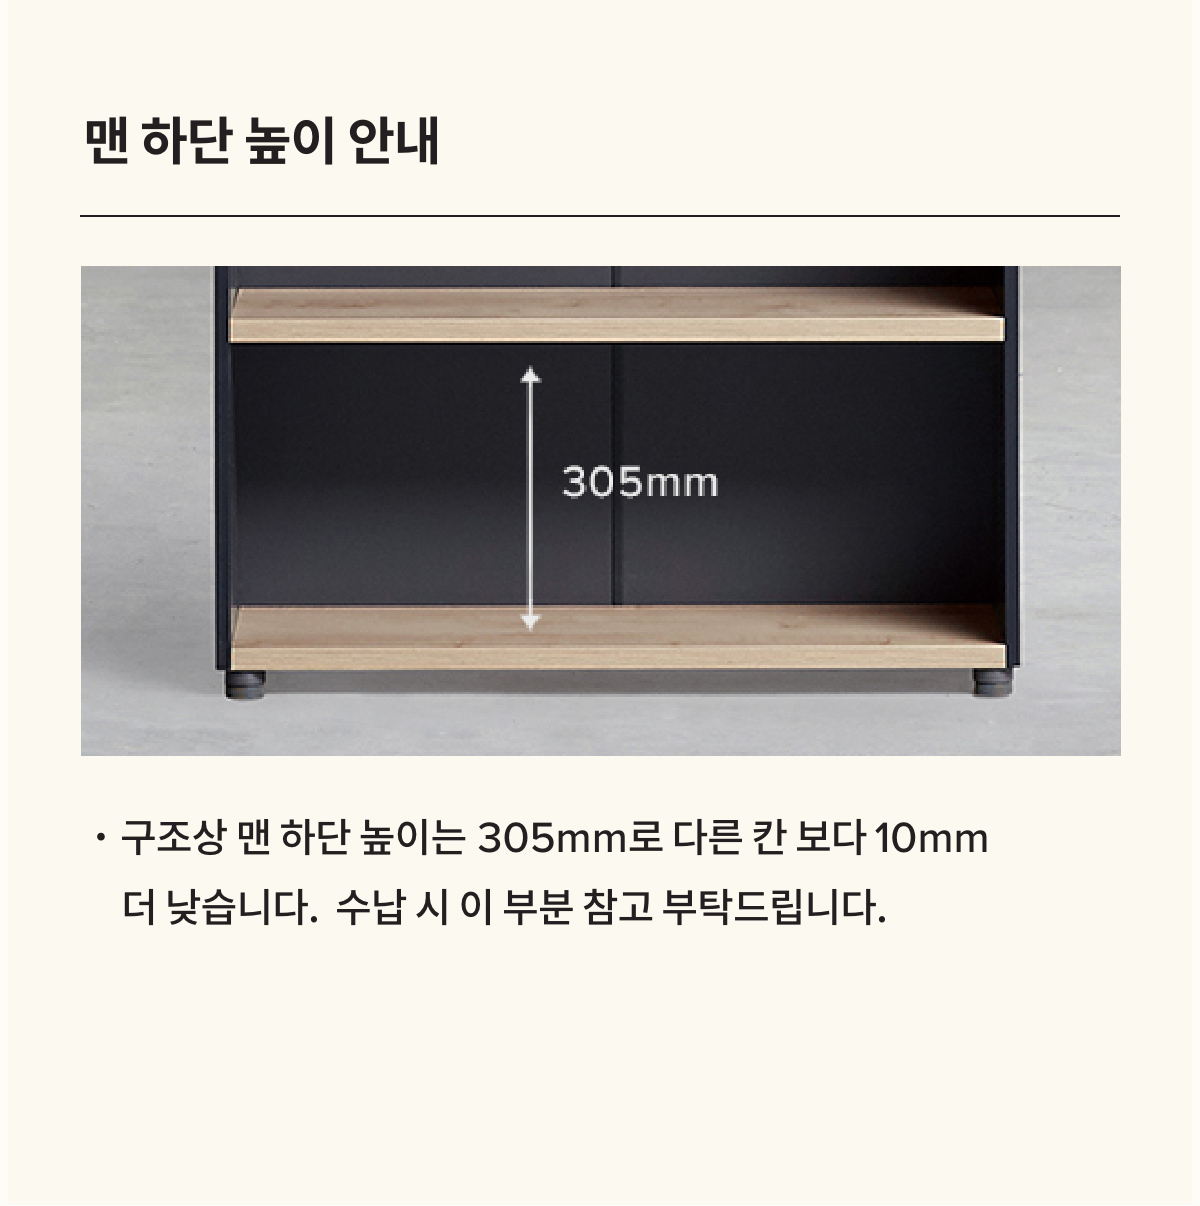 맨 하단 높이 안내
305mm
• 구조상 맨 하단 높이는 305mm로 다른 칸 보다 10mm
더 낮습니다. 수납 시 이 부분 참고 부탁드립니다.